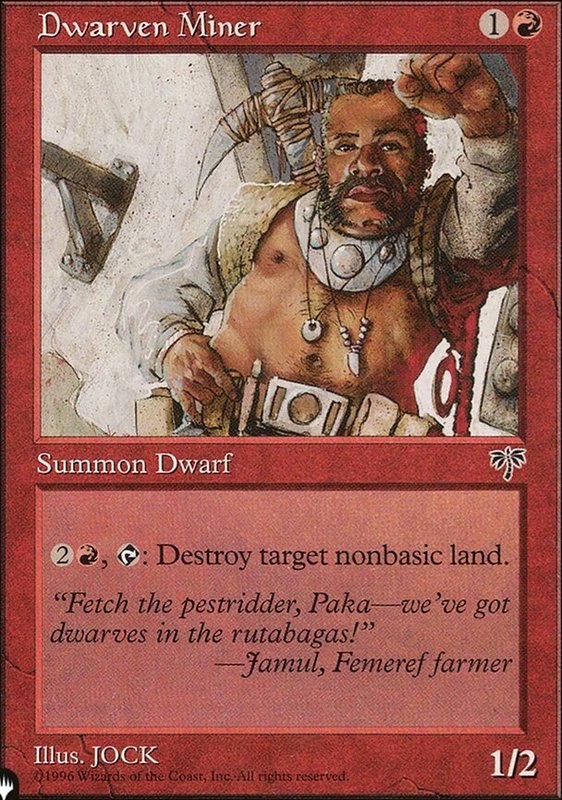 Dwarven Miner 1
Summon Dwarf
2, : Destroy target nonbasic land.
“Fetch the pestridder, Paka—we've got
dwarves in the rutabagas!”
—Jamul, Femeref farmer
Illus. JOCK
©1996 Wizards of the Coast, Inc. All rights reserved.
1/2